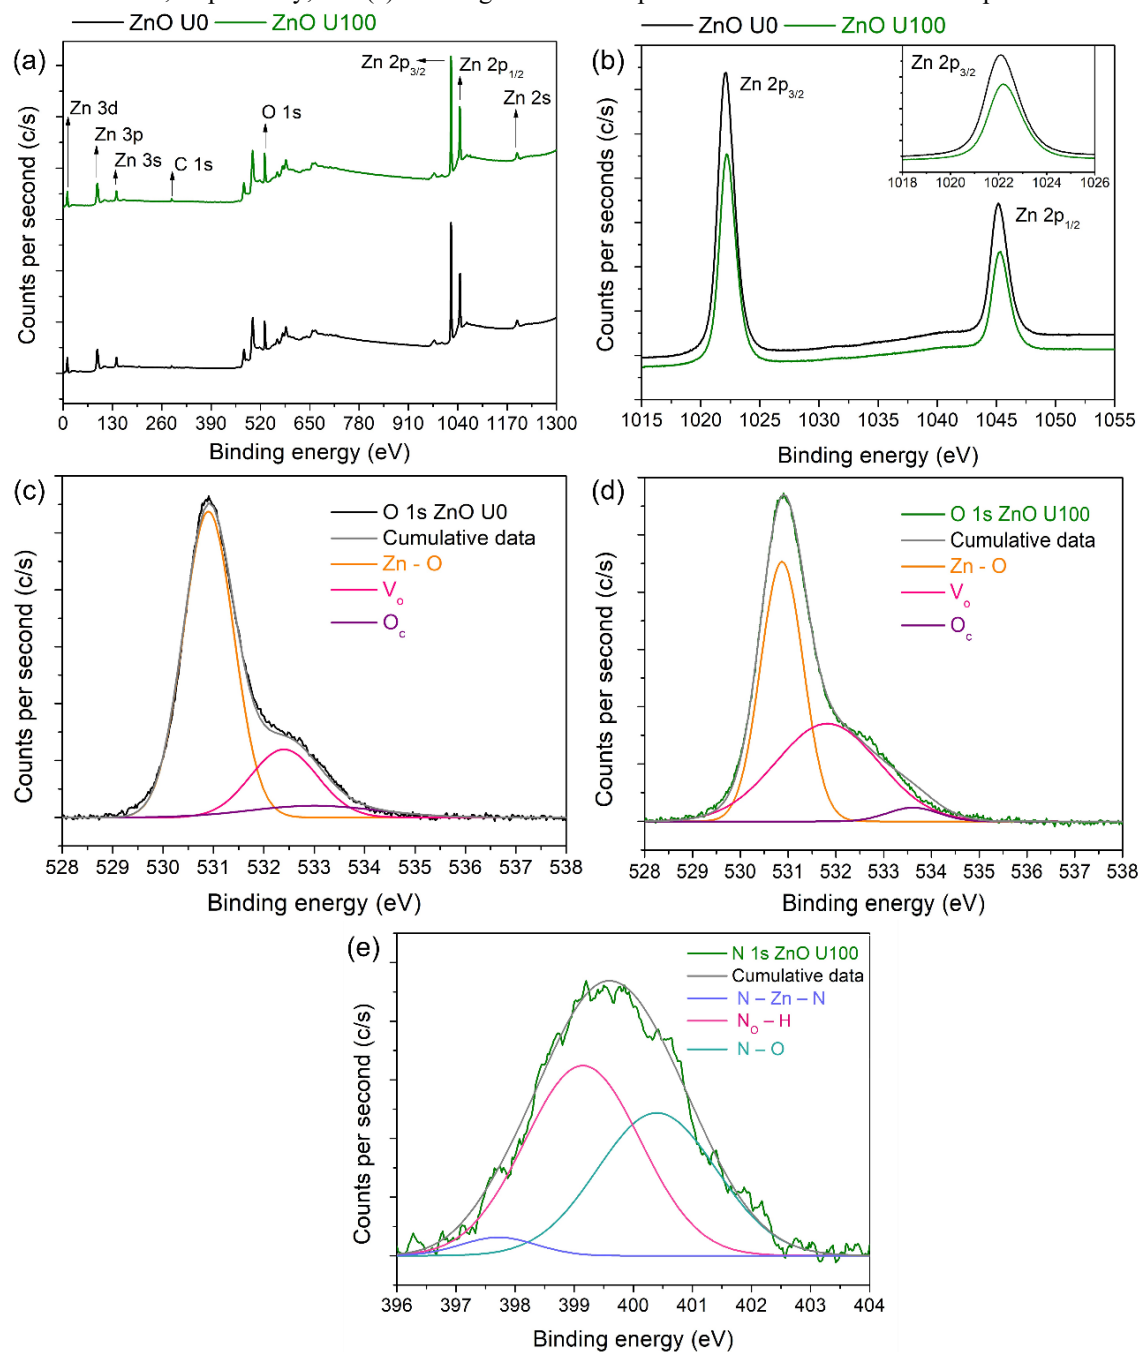 ZnO U0 ZnO U100
(a)
Zn 2p3/2
Zn 2p1/2
Zn 2s
O 1s
Zn 3d
Zn 3p
Zn 3s
C 1s
Counts per second (c/s)
0 130 260 390 520 650 780 910 1040 1170 1300
Binding energy (eV)
ZnO U0 ZnO U100
(b)
Zn 2p3/2
Zn 2p3/2
1018 1020 1022 1024 1026
Zn 2p1/2
Counts per second (c/s)
1015 1020 1025 1030 1035 1040 1045 1050 1055
Binding energy (eV)
(c)
O 1s ZnO U0
Cumulative data
Zn - O
Vo
Oc
Counts per second (c/s)
528 529 530 531 532 533 534 535 536 537 538
Binding energy (eV)
(d)
O 1s ZnO U100
Cumulative data
Zn - O
Vo
Oc
Counts per second (c/s)
528 529 530 531 532 533 534 535 536 537 538
Binding energy (eV)
(e)
N 1s ZnO U100
Cumulative data
N – Zn – N
No – H
N – O
Counts per second (c/s)
396 397 398 399 400 401 402 403 404
Binding energy (eV)